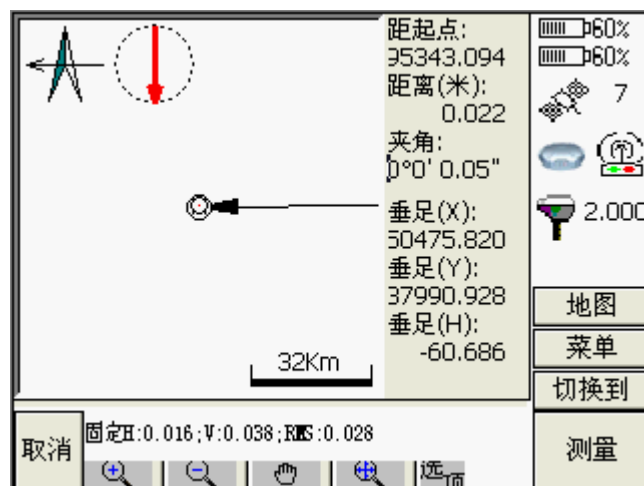 距起点:
95343.094
距离(米)
0.022
夹角:
0°0' 0.05"
垂足(X):
50475.820
垂足(Y):
37990.928
垂足(H):
-60.686
60%
60%
7
2.000
32Km
地图
菜单
切换到
测量
取消
固定H:0.016;V:0.038;RMS:0.028
选项